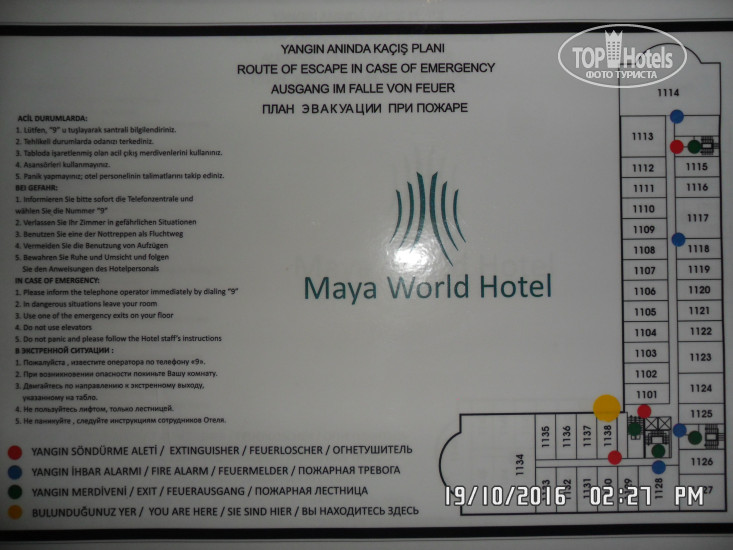 YANGIN ANINDA KAÇIŞ PLANI
ROUTE OF ESCAPE IN CASE OF EMERGENCY
AUSGANG IM FALLE VON FEUER
ПЛАН ЭВАКУАЦИИ ПРИ ПОЖАРЕ
TOP Hotels
ФОТО ТУРИСТА
ACİL DURUMLARDA:
1. Lütfen, "9" u tuşlayarak santrali bilgilendiriniz.
2. Tehlikeli durumlarda odanızı terkediniz.
3. Tabloda işaretlenmiş olan acil çıkış merdivenlerini kullanınız.
4. Asansörleri kullanmayınız.
5. Panik yapmayınız; otel personelinin talimatlarını takip ediniz.
BEI GEFAHR:
1. Informieren Sie bitte sofort die Telefonzentrale und
wählen Sie die Nummer "9"
2. Verlassen Sie Ihr Zimmer in gefährlichen Situationen
3. Benutzen Sie eine der Nottreppen als Fluchtweg
4. Vermeiden Sie die Benutzung von Aufzügen
5. Bewahren Sie Ruhe und Umsicht und folgen
Sie den Anweisungen des Hotelpersonals
IN CASE OF EMERGENCY:
1. Please inform the telephone operator immediately by dialing "9"
2. In dangerous situations leave your room
3. Use one of the emergency exits on your floor
4. Do not use elevators
5. Do not panic and please follow the Hotel staff's instructions
В ЭКСТРЕННОЙ СИТУАЦИИ :
1. Пожалуйста , известите оператора по телефону «9».
2. При возникновении опасности покиньте Вашу комнату.
3. Двигайтесь по направлению к экстренному выходу,
указанному на табло.
4. Не пользуйтесь лифтом, только лестницей.
5. Не паникуйте , следуйте инструкциям сотрудников Отеля.
Maya World Hotel
YANGIN SÖNDÜRME ALETİ / EXTINGUISHER / FEUERLOSCHER / ОГНЕТУШИТЕЛЬ
YANGIN İHBAR ALARMI / FIRE ALARM / FEUERMELDER / ПОЖАРНАЯ ТРЕВОГА
YANGIN MERDİVENİ / EXIT / FEUERAUSGANG / ПОЖАРНАЯ ЛЕСТНИЦА
BULUNDUĞUNUZ YER / YOU ARE HERE / SIE SIND HIER / ВЫ НАХОДИТЕСЬ ЗДЕСЬ
1114
1113
1112
1111
1110
1109
1108
1107
1106
1105
1104
1103
1102
1101
1115
1116
1117
1118
1119
1120
1121
1122
1123
1124
1125
1126
1128
1131
1132
1133
1134
1135
1136
1137
1138
19/10/2016 02:27 PM